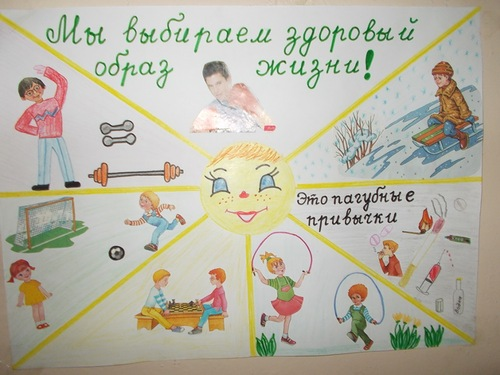 Мы выбираем здоровый
образ жизни!
Это пагубные
привычки